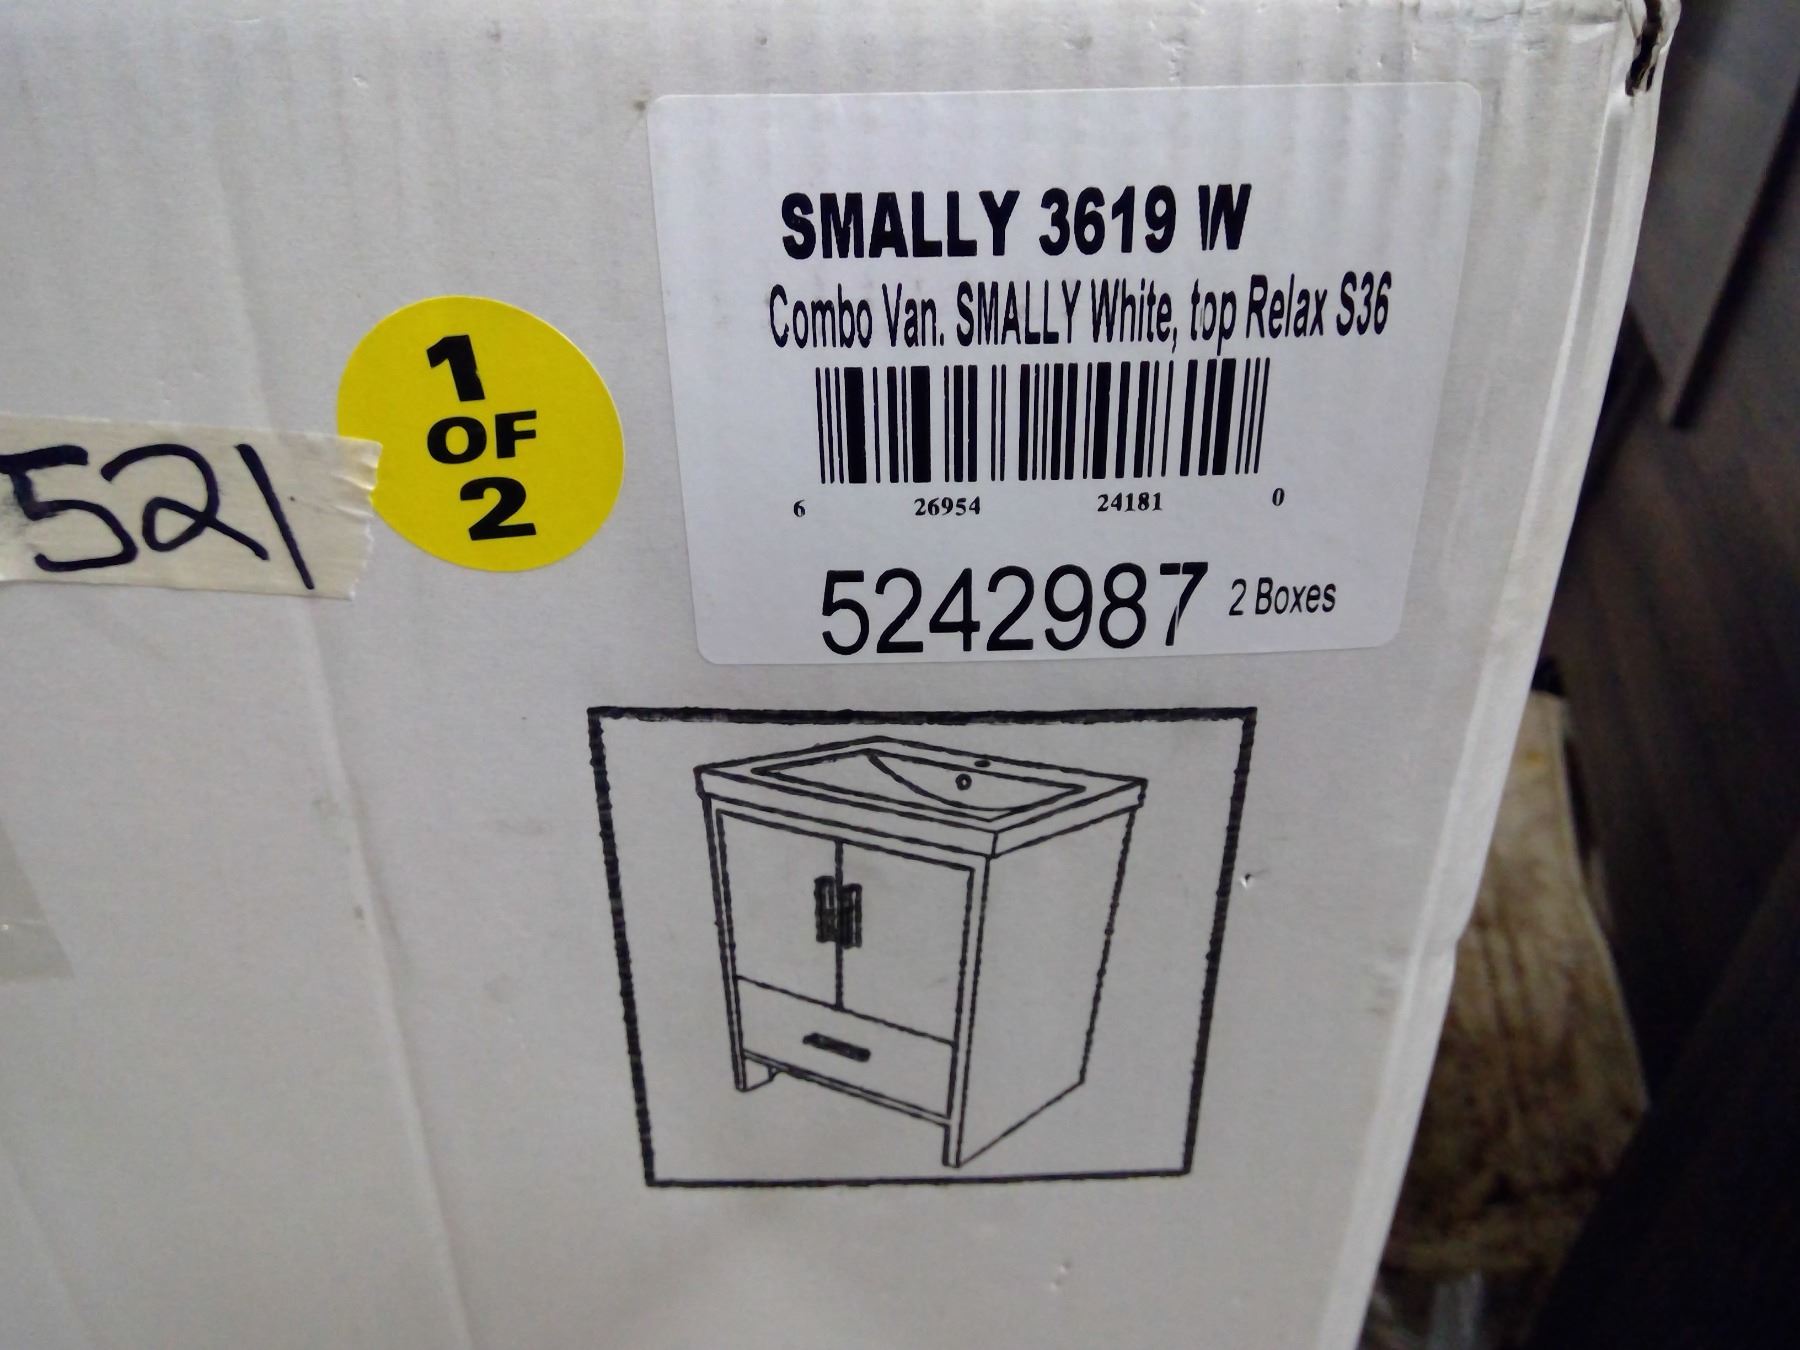 SMALLY 3619 W
Combo Van. SMALLY White, top Relax S36
6 26954 24181 0
5242987 2 Boxes
1
OF
2
521